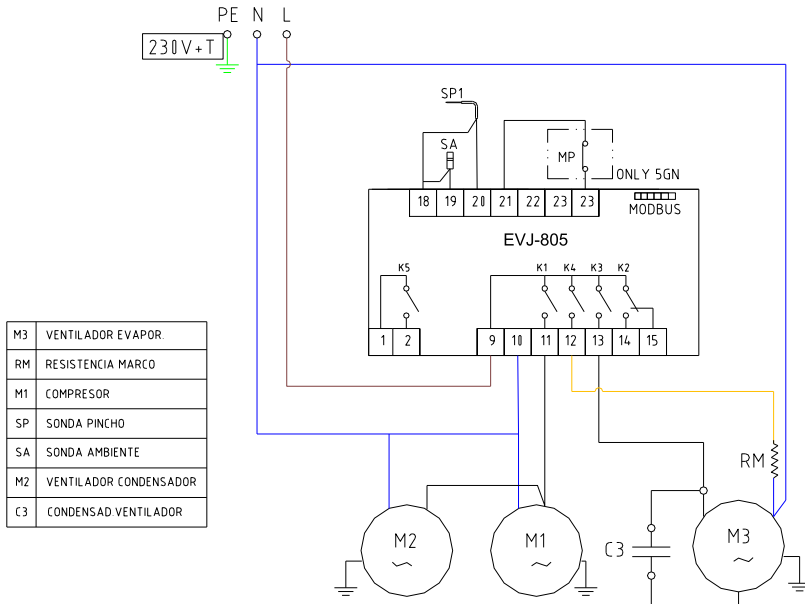 PE N L
230V+T
SP1
SA
MP
ONLY 5GN
18 19 20 21 22 23 23
MODBUS
EVJ-805
K5 K1 K4 K3 K2
1 2 9 10 11 12 13 14 15
M3 VENTILADOR EVAPOR.
RM RESISTENCIA MARCO
M1 COMPRESOR
SP SONDA PINCHO
SA SONDA AMBIENTE
M2 VENTILADOR CONDENSADOR
C3 CONDENSAD.VENTILADOR
RM
M2
M1
C3
M3